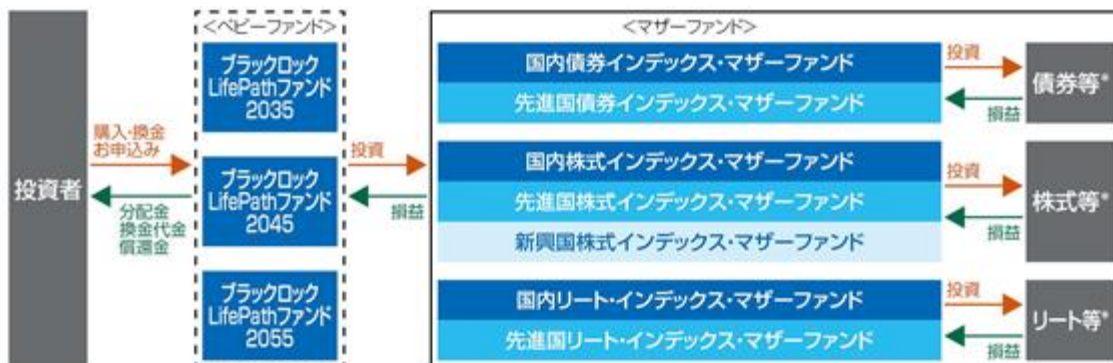 <ベビーファンド>
<マザーファンド>
投資者
購入・換金
お申込み
分配金
換金代金
償還金
ブラックロック
LifePathファンド
2035
ブラックロック
LifePathファンド
2045
ブラックロック
LifePathファンド
2055
投資
損益
国内債券インデックス・マザーファンド
先進国債券インデックス・マザーファンド
投資
損益
債券等*
国内株式インデックス・マザーファンド
先進国株式インデックス・マザーファンド
新興国株式インデックス・マザーファンド
投資
損益
株式等*
国内リート・インデックス・マザーファンド
先進国リート・インデックス・マザーファンド
投資
損益
リート等*